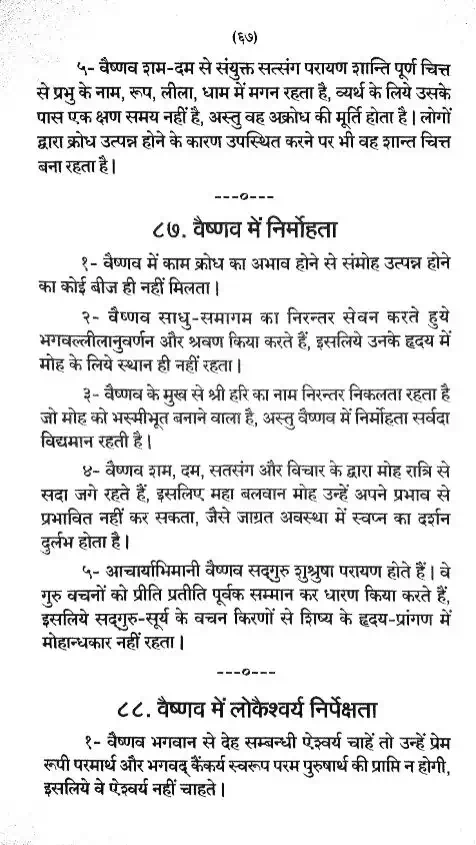 (६७)
५- वैष्णव शम-दम से संयुक्त सत्संग परायण शान्ति पूर्ण चित्त
से प्रभु के नाम, रूप, लीला, धाम में मगन रहता है, व्यर्थ के लिये उसके
पास एक क्षण समय नहीं है, अस्तु वह अक्रोध की मूर्ति होता है। लोगों
द्वारा क्रोध उत्पन्न होने के कारण उपस्थित करने पर भी वह शान्त चित्त
बना रहता है।
---०---
८७. वैष्णव में निर्मोहता
१- वैष्णव में काम क्रोध का अभाव होने से संमोह उत्पन्न होने
का कोई बीज ही नहीं मिलता।
२- वैष्णव साधु-समागम का निरन्तर सेवन करते हुये
भगवल्लीलानुवर्णन और श्रवण किया करते हैं, इसलिये उनके हृदय में
मोह के लिये स्थान ही नहीं रहता।
३- वैष्णव के मुख से श्री हरि का नाम निरन्तर निकलता रहता है
जो मोह को भस्मीभूत बनाने वाला है, अस्तु वैष्णव में निर्मोहता सर्वदा
विद्यमान रहती है।
४- वैष्णव शम, दम, सतसंग और विचार के द्वारा मोह रात्रि से
सदा जगे रहते हैं, इसलिए महा बलवान मोह उन्हें अपने प्रभाव से
प्रभावित नहीं कर सकता, जैसे जाग्रत अवस्था में स्वप्न का दर्शन
दुर्लभ होता है।
५- आचार्याभिमानी वैष्णव सद्गुरु शुश्रुषा परायण होते हैं। वे
गुरु वचनों को प्रीति प्रतीति पूर्वक सम्मान कर धारण किया करते हैं,
इसलिये सद्गुरु-सूर्य के वचन किरणों से शिष्य के हृदय-प्रांगण में
मोहान्धकार नहीं रहता।
---०---
८८. वैष्णव में लोकैश्वर्य निर्पेक्षता
१- वैष्णव भगवान से देह सम्बन्धी ऐश्वर्य चाहें तो उन्हें प्रेम
रूपी परमार्थ और भगवद् कैंकर्य स्वरूप परम पुरुषार्थ की प्राप्ति न होगी,
इसलिये वे ऐश्वर्य नहीं चाहते।